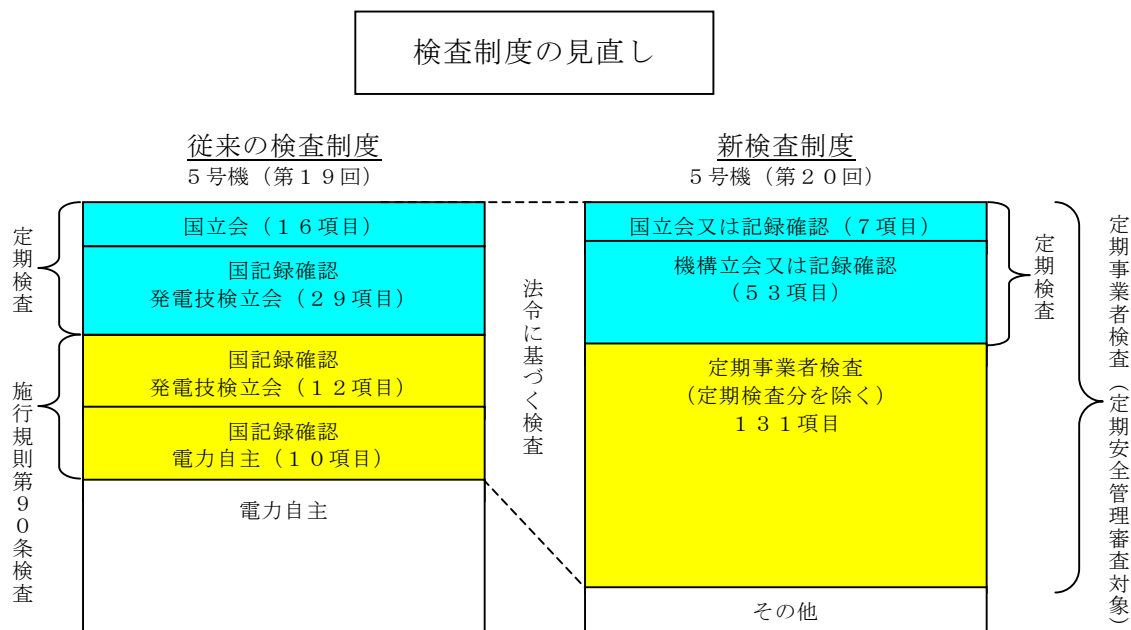 検査制度の見直し
従来の検査制度
５号機（第１９回）
新検査制度
５号機（第２０回）
定期検査
国立会（１６項目）
国記録確認
発電技検立会（２９項目）
施行規則第９０条検査
国記録確認
発電技検立会（１２項目）
国記録確認
電力自主（１０項目）
電力自主
法令に基づく検査
国立会又は記録確認（７項目）
機構立会又は記録確認
（５３項目）
定期事業者検査
（定期検査分を除く）
１３１項目
その他
定期検査
定期事業者検査（定期安全管理審査対象）